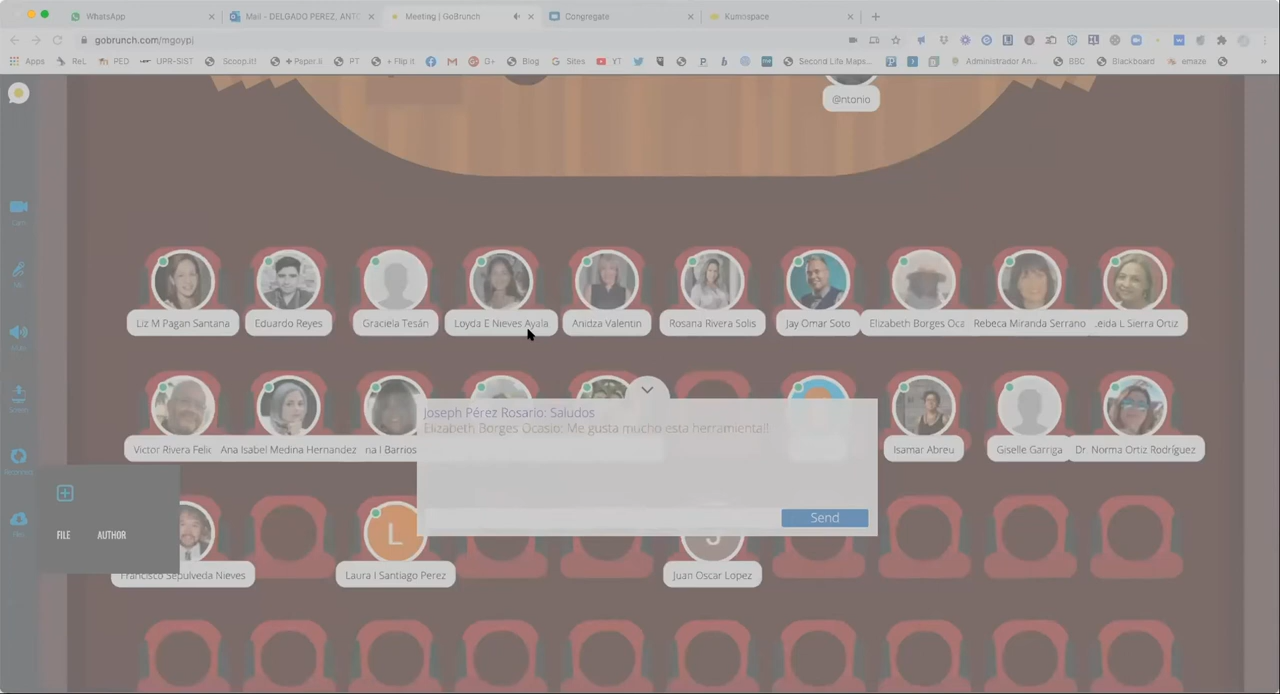 WhatsApp
Mail - DELGADO PEREZ, ANTO
Meeting | GoBrunch
Congregate
Kumospace
gobrunch.com/mgoypj
Apps
ReL
PED
UPR-SIST
Scoop.it!
+ Paper.li
PT
+ Flip it
G+
Blog
Sites
YT
Second Life Maps...
Administrador An...
BBC
Blackboard
emaze
@ntonio
Liz M Pagan Santana
Eduardo Reyes
Graciela Tesán
Loyda E Nieves Ayala
Anidza Valentin
Rosana Rivera Solis
Jay Omar Soto
Elizabeth Borges Oca
Rebeca Miranda Serrano
eida L Sierra Ortiz
Joseph Pérez Rosario: Saludos
Elizabeth Borges Ocasio: Me gusta mucho esta herramienta!!
Victor Rivera Felic
Ana Isabel Medina Hernandez
na I Barrios
Isamar Abreu
Giselle Garriga
Dr. Norma Ortiz Rodríguez
Send
FILE
AUTHOR
L
J
Francisco Sepulveda Nieves
Laura I Santiago Perez
Juan Oscar Lopez